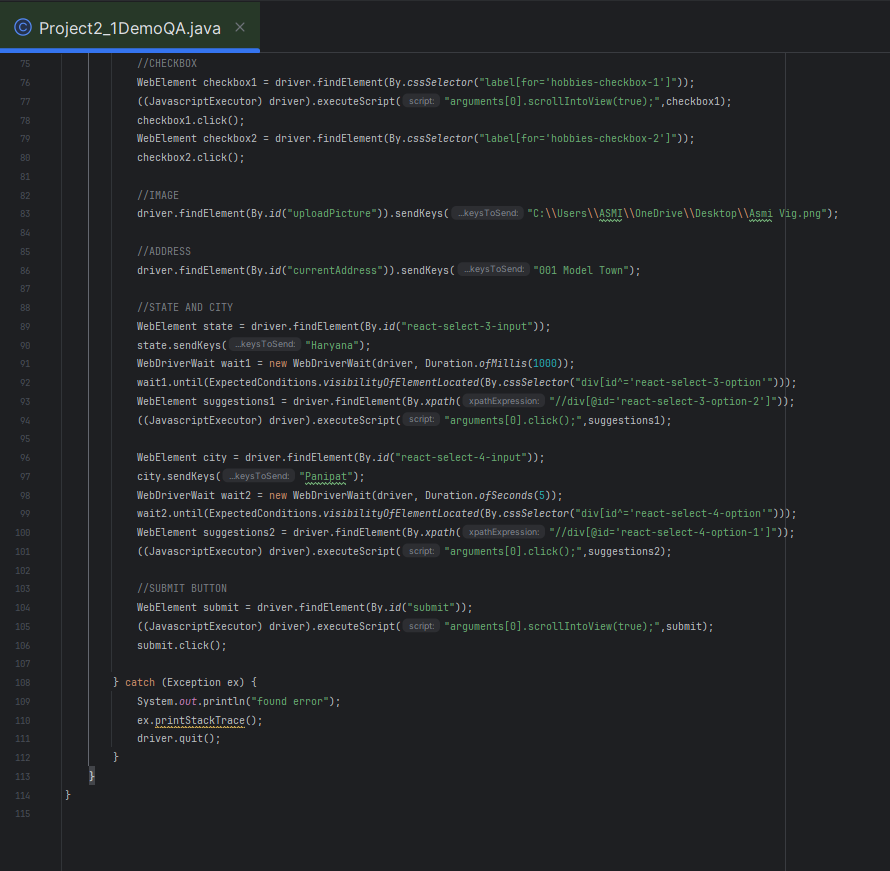 Project2_1DemoQA.java
75 //CHECKBOX
76 WebElement checkbox1 = driver.findElement(By.cssSelector("label[for='hobbies-checkbox-1']"));
77 ((JavascriptExecutor) driver).executeScript( script: "arguments[0].scrollIntoView(true);",checkbox1);
78 checkbox1.click();
79 WebElement checkbox2 = driver.findElement(By.cssSelector("label[for='hobbies-checkbox-2']"));
80 checkbox2.click();
81
82 //IMAGE
83 driver.findElement(By.id("uploadPicture")).sendKeys( …keysToSend: "C:\\Users\\ASMI\\OneDrive\\Desktop\\Asmi Vig.png");
84
85 //ADDRESS
86 driver.findElement(By.id("currentAddress")).sendKeys( …keysToSend: "001 Model Town");
87
88 //STATE AND CITY
89 WebElement state = driver.findElement(By.id("react-select-3-input"));
90 state.sendKeys( …keysToSend: "Haryana");
91 WebDriverWait wait1 = new WebDriverWait(driver, Duration.ofMillis(1000));
92 wait1.until(ExpectedConditions.visibilityOfElementLocated(By.cssSelector("div[id^='react-select-3-option'")));
93 WebElement suggestions1 = driver.findElement(By.xpath( xpathExpression: "//div[@id='react-select-3-option-2']"));
94 ((JavascriptExecutor) driver).executeScript( script: "arguments[0].click();",suggestions1);
95
96 WebElement city = driver.findElement(By.id("react-select-4-input"));
97 city.sendKeys( …keysToSend: "Panipat");
98 WebDriverWait wait2 = new WebDriverWait(driver, Duration.ofSeconds(5));
99 wait2.until(ExpectedConditions.visibilityOfElementLocated(By.cssSelector("div[id^='react-select-4-option'")));
100 WebElement suggestions2 = driver.findElement(By.xpath( xpathExpression: "//div[@id='react-select-4-option-1']"));
101 ((JavascriptExecutor) driver).executeScript( script: "arguments[0].click();",suggestions2);
102
103 //SUBMIT BUTTON
104 WebElement submit = driver.findElement(By.id("submit"));
105 ((JavascriptExecutor) driver).executeScript( script: "arguments[0].scrollIntoView(true);",submit);
106 submit.click();
107
108 } catch (Exception ex) {
109 System.out.println("found error");
110 ex.printStackTrace();
111 driver.quit();
112 }
113 }
114 }
115